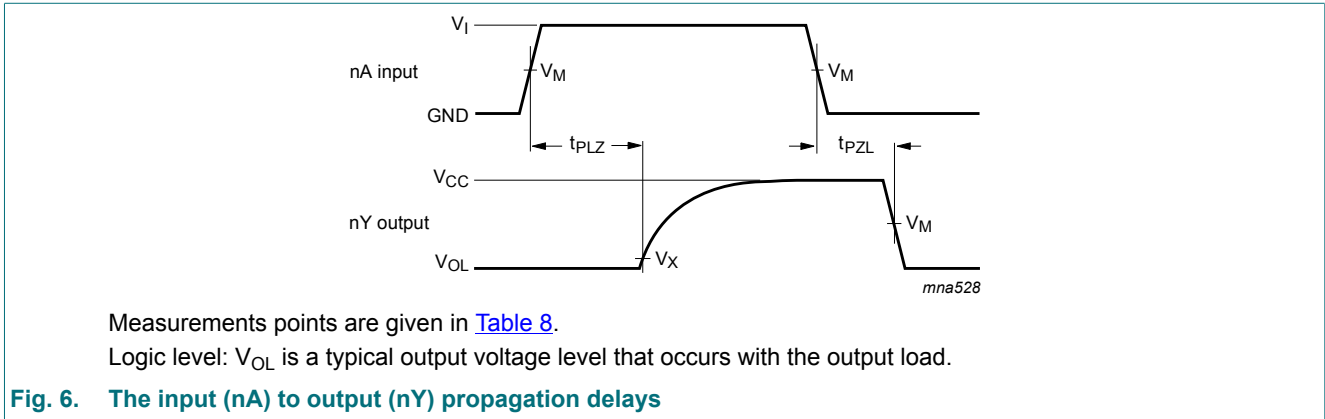 V_I
nA input
V_M
V_M
GND
t_PLZ
t_PZL
V_CC
nY output
V_M
V_OL
V_X
mna528
Measurements points are given in Table 8.
Logic level: V_OL is a typical output voltage level that occurs with the output load.
Fig. 6. The input (nA) to output (nY) propagation delays